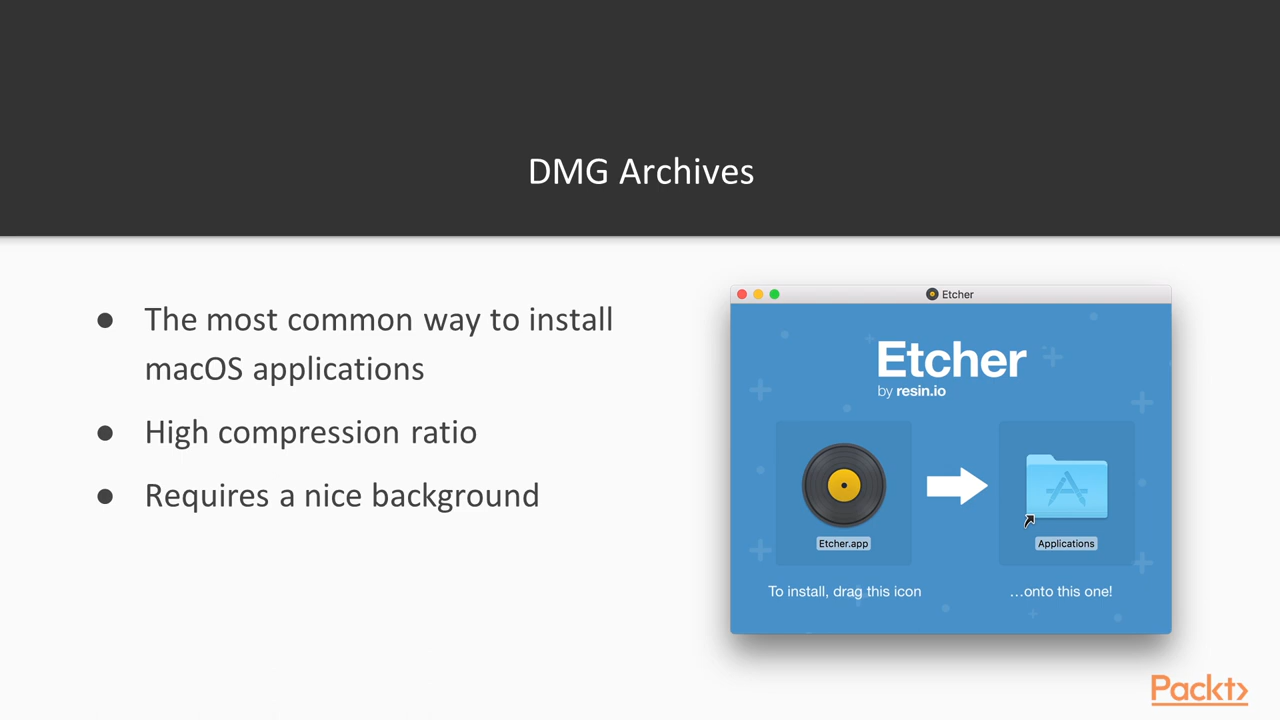 DMG Archives
● The most common way to install
macOS applications
● High compression ratio
● Requires a nice background
Etcher
Etcher
by resin.io
Etcher.app
Applications
To install, drag this icon
...onto this one!
Packt>